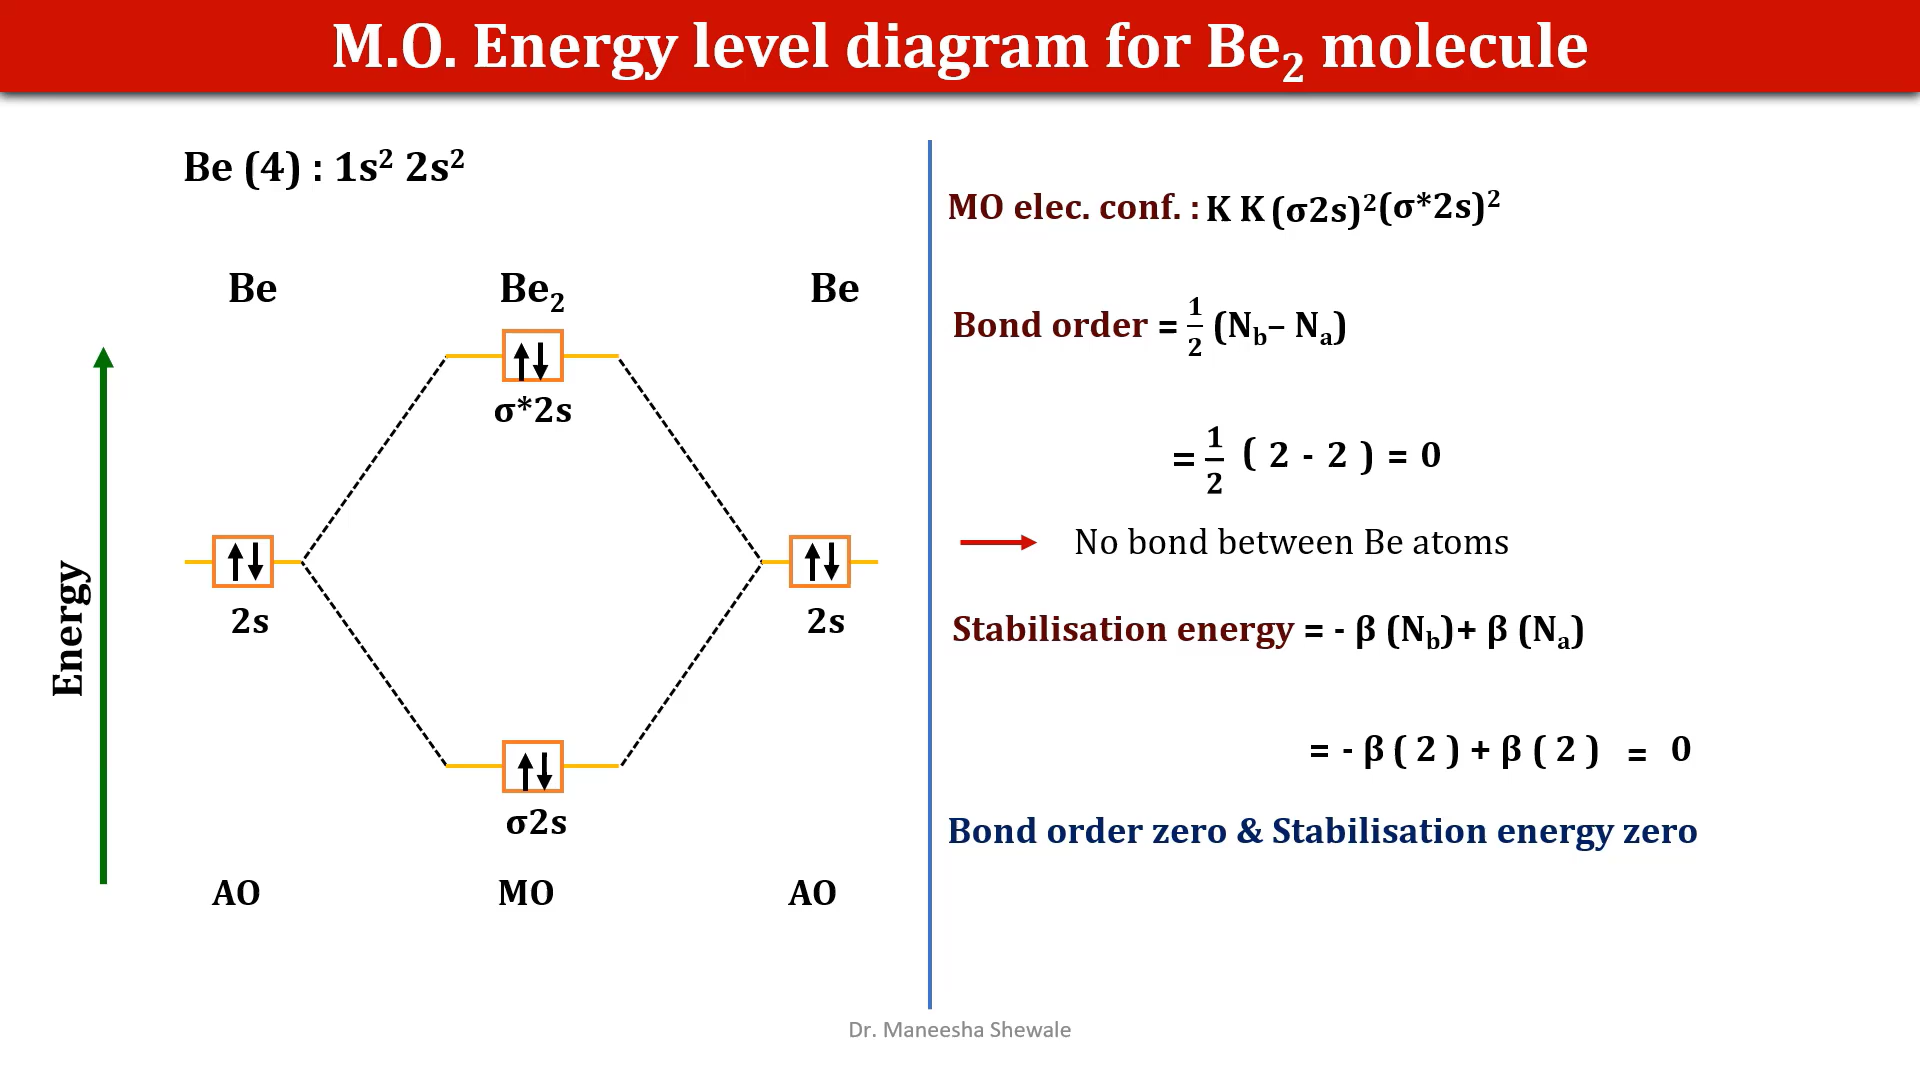 M.O. Energy level diagram for Be₂ molecule
Be (4) : 1s² 2s²
Be Be₂ Be
σ*2s
2s 2s
σ2s
AO MO AO
Energy
MO elec. conf. : K K (σ2s)²(σ*2s)²
Bond order = 1/2 (N_b– N_a)
= 1/2 ( 2 - 2 ) = 0
No bond between Be atoms
Stabilisation energy = - β (N_b)+ β (N_a)
= - β ( 2 ) + β ( 2 ) = 0
Bond order zero & Stabilisation energy zero
Dr. Maneesha Shewale